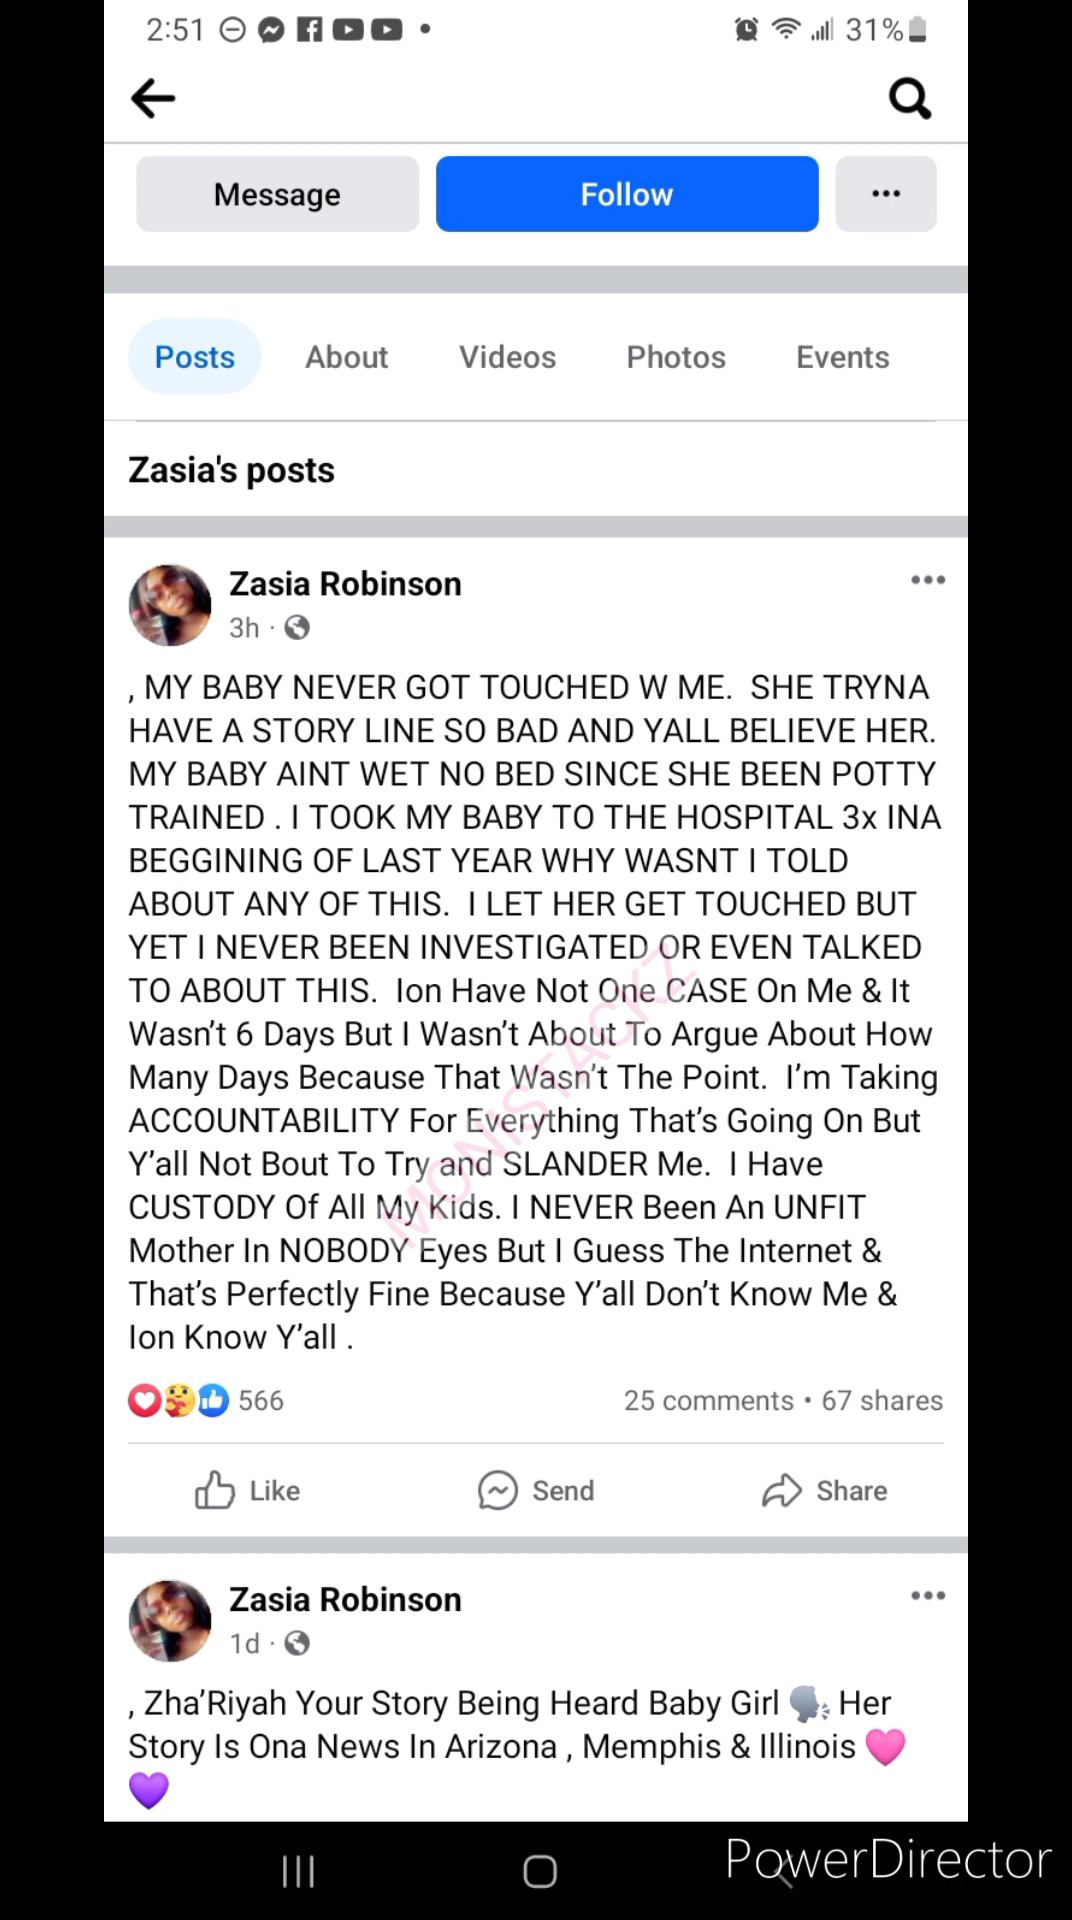 2:51 31%
Message Follow
Posts About Videos Photos Events
Zasia's posts
Zasia Robinson
3h ·
, MY BABY NEVER GOT TOUCHED W ME.  SHE TRYNA
HAVE A STORY LINE SO BAD AND YALL BELIEVE HER.
MY BABY AINT WET NO BED SINCE SHE BEEN POTTY
TRAINED . I TOOK MY BABY TO THE HOSPITAL 3x INA
BEGGINING OF LAST YEAR WHY WASNT I TOLD
ABOUT ANY OF THIS.  I LET HER GET TOUCHED BUT
YET I NEVER BEEN INVESTIGATED OR EVEN TALKED
TO ABOUT THIS.  Ion Have Not One CASE On Me & It
Wasn't 6 Days But I Wasn't About To Argue About How
Many Days Because That Wasn't The Point.  I'm Taking
ACCOUNTABILITY For Everything That's Going On But
Y'all Not Bout To Try and SLANDER Me.  I Have
CUSTODY Of All My Kids. I NEVER Been An UNFIT
Mother In NOBODY Eyes But I Guess The Internet &
That's Perfectly Fine Because Y'all Don't Know Me &
Ion Know Y'all .
MONISTACKZ
566 25 comments • 67 shares
Like Send Share
Zasia Robinson
1d ·
, Zha'Riyah Your Story Being Heard Baby Girl 🗣️ Her
Story Is Ona News In Arizona , Memphis & Illinois 🩷
💜
PowerDirector